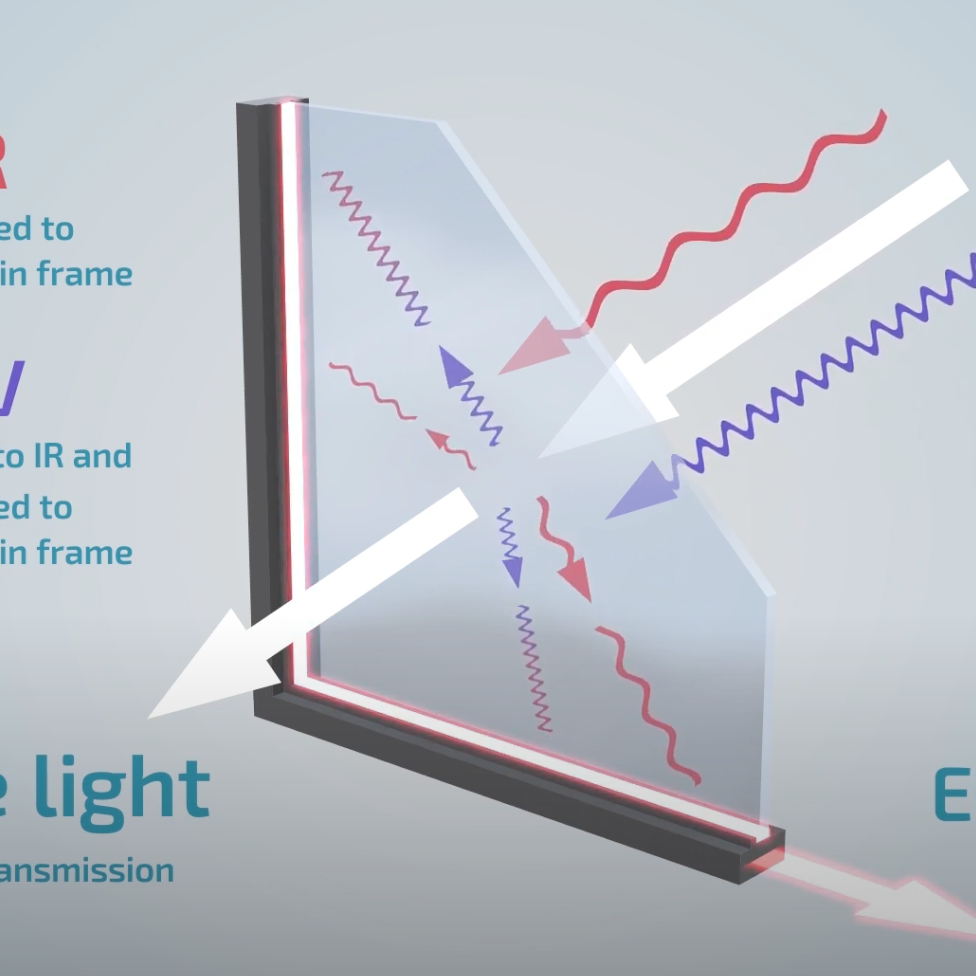 R
ed to
in frame
V
to IR and
ed to
in frame
e light
ansmission
E